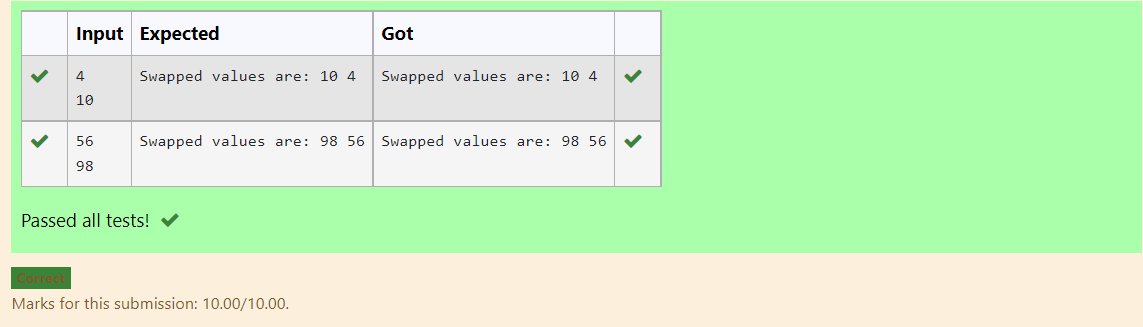 Input Expected Got
4 Swapped values are: 10 4 Swapped values are: 10 4
10
56 Swapped values are: 98 56 Swapped values are: 98 56
98
Passed all tests!
Correct
Marks for this submission: 10.00/10.00.